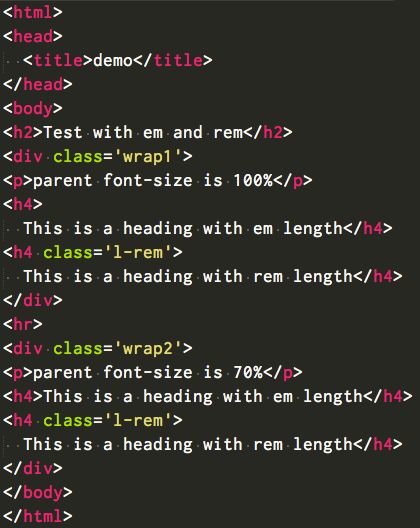 <html>
<head>
  <title>demo</title>
</head>
<body>
<h2>Test with em and rem</h2>
<div class='wrap1'>
<p>parent font-size is 100%</p>
<h4>
  This is a heading with em length</h4>
<h4 class='l-rem'>
  This is a heading with rem length</h4>
</div>
<hr>
<div class='wrap2'>
<p>parent font-size is 70%</p>
<h4>This is a heading with em length</h4>
<h4 class='l-rem'>
  This is a heading with rem length</h4>
</div>
</body>
</html>